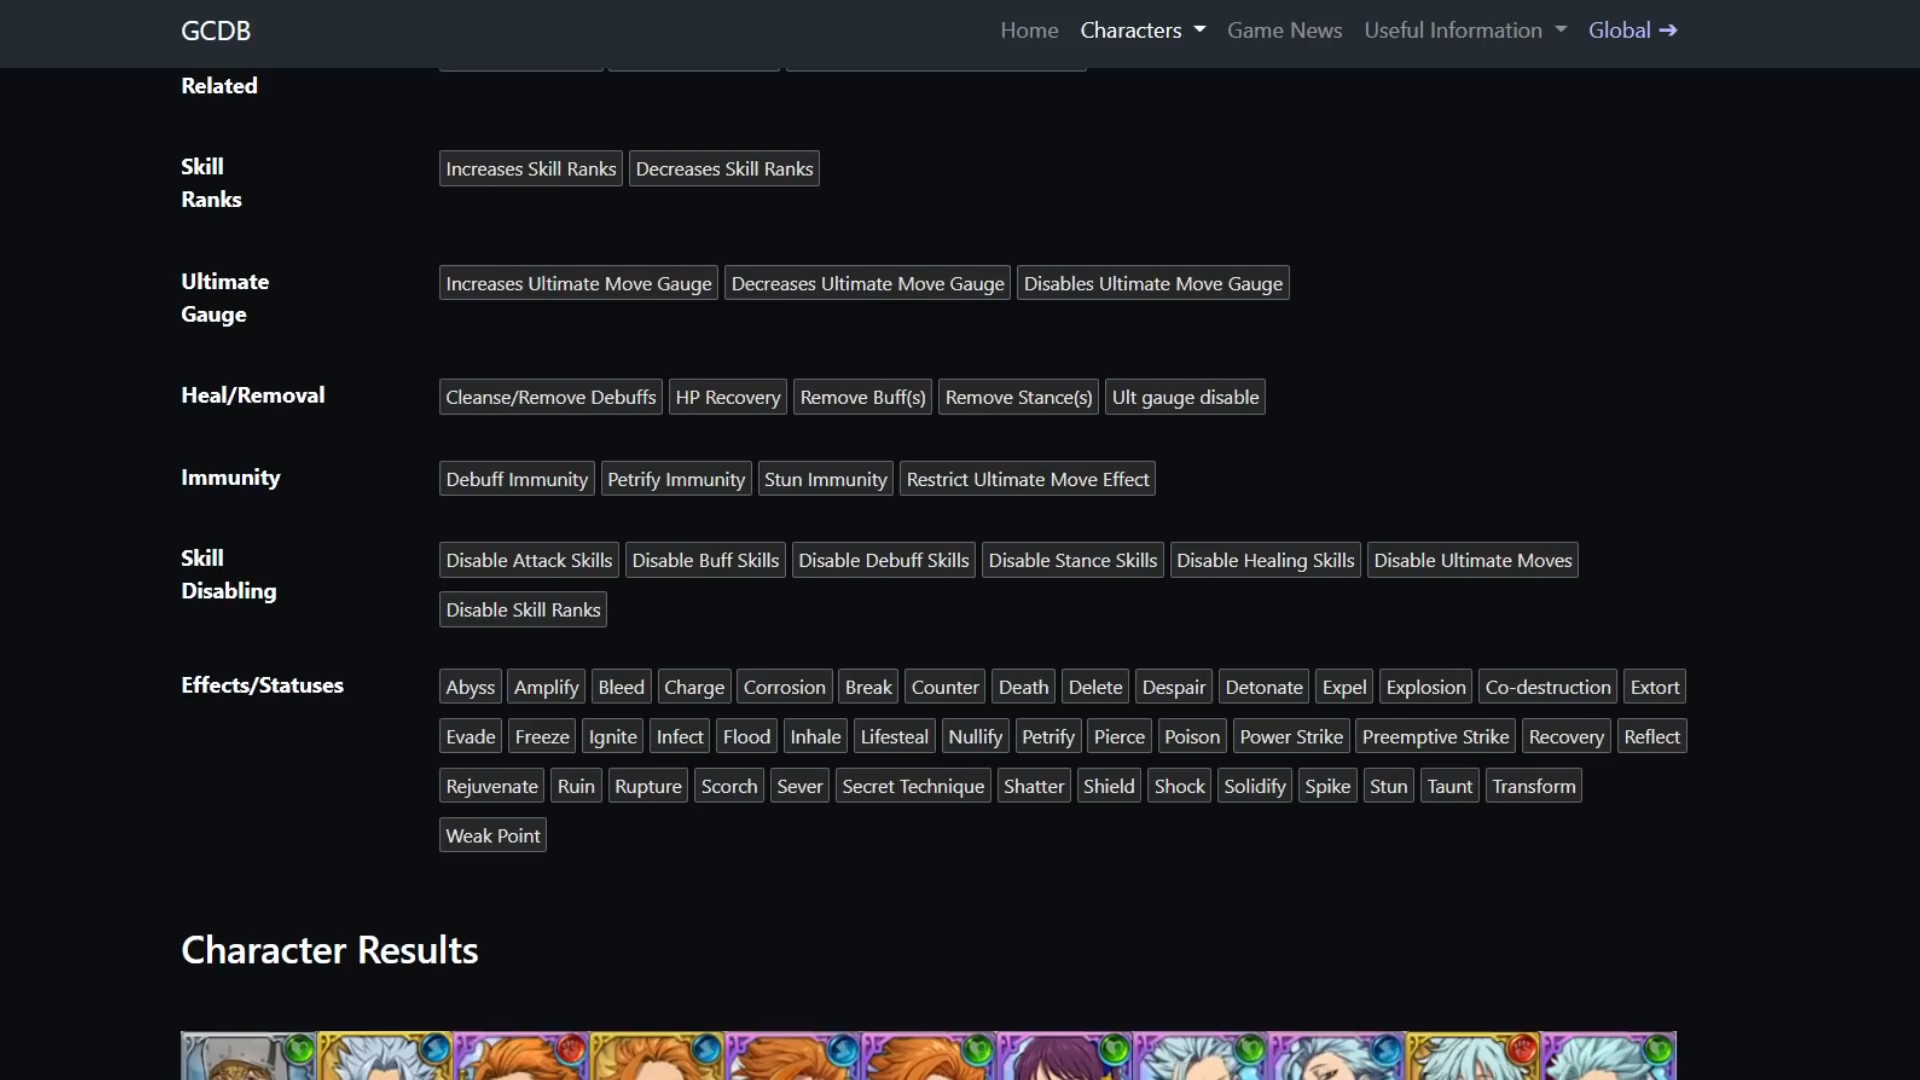 GCDB
Home Characters Game News Useful Information Global ➔
Related
Skill Ranks
Increases Skill Ranks Decreases Skill Ranks
Ultimate Gauge
Increases Ultimate Move Gauge Decreases Ultimate Move Gauge Disables Ultimate Move Gauge
Heal/Removal
Cleanse/Remove Debuffs HP Recovery Remove Buff(s) Remove Stance(s) Ult gauge disable
Immunity
Debuff Immunity Petrify Immunity Stun Immunity Restrict Ultimate Move Effect
Skill Disabling
Disable Attack Skills Disable Buff Skills Disable Debuff Skills Disable Stance Skills Disable Healing Skills Disable Ultimate Moves
Disable Skill Ranks
Effects/Statuses
Abyss Amplify Bleed Charge Corrosion Break Counter Death Delete Despair Detonate Expel Explosion Co-destruction Extort
Evade Freeze Ignite Infect Flood Inhale Lifesteal Nullify Petrify Pierce Poison Power Strike Preemptive Strike Recovery Reflect
Rejuvenate Ruin Rupture Scorch Sever Secret Technique Shatter Shield Shock Solidify Spike Stun Taunt Transform
Weak Point
Character Results